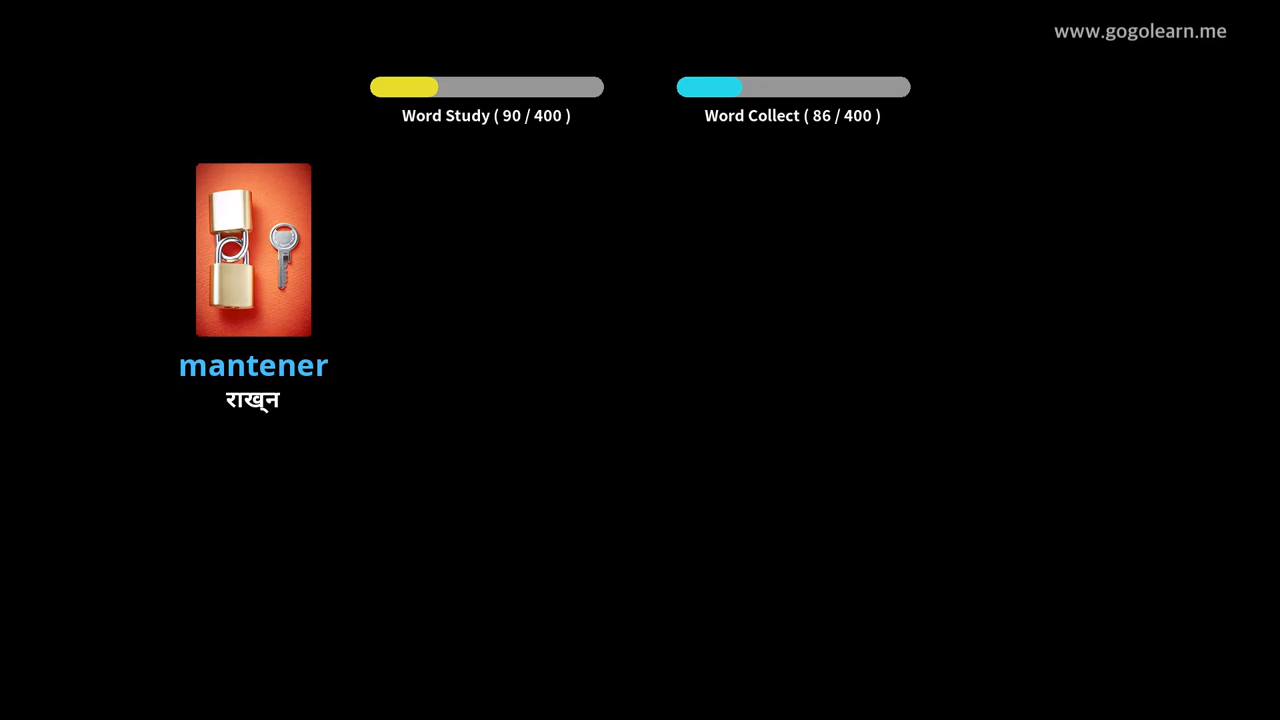 www.gogolearn.me
Word Study ( 90 / 400 )
Word Collect ( 86 / 400 )
mantener
राख्न